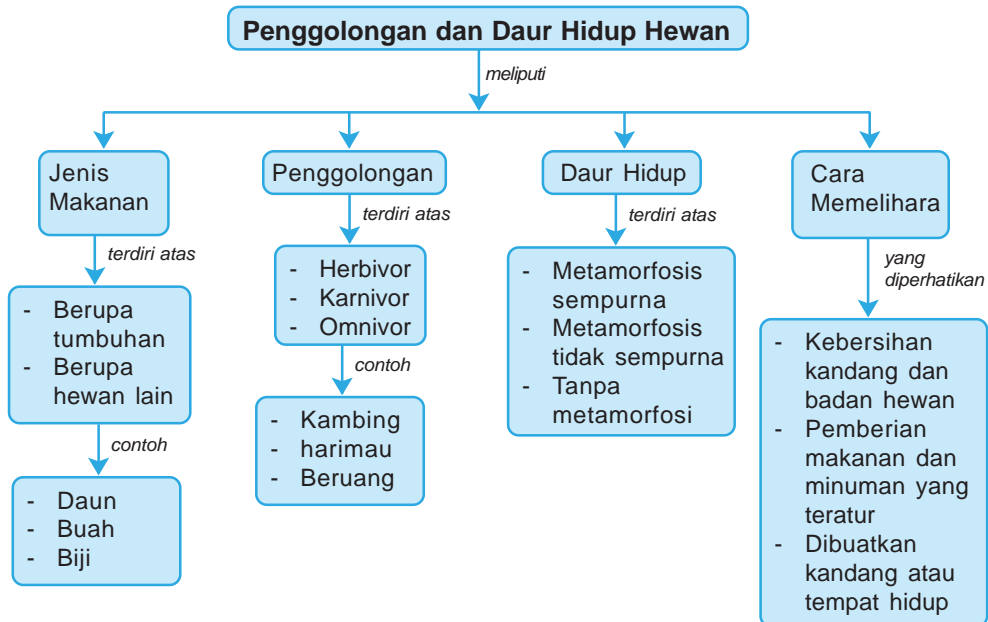 Penggolongan dan Daur Hidup Hewan
meliputi
Jenis
Makanan
terdiri atas
- Berupa
tumbuhan
- Berupa
hewan lain
contoh
- Daun
- Buah
- Biji
Penggolongan
terdiri atas
- Herbivor
- Karnivor
- Omnivor
contoh
- Kambing
- harimau
- Beruang
Daur Hidup
terdiri atas
- Metamorfosis
sempurna
- Metamorfosis
tidak sempurna
- Tanpa
metamorfosi
Cara
Memelihara
yang
diperhatikan
- Kebersihan
kandang dan
badan hewan
- Pemberian
makanan dan
minuman yang
teratur
- Dibuatkan
kandang atau
tempat hidup